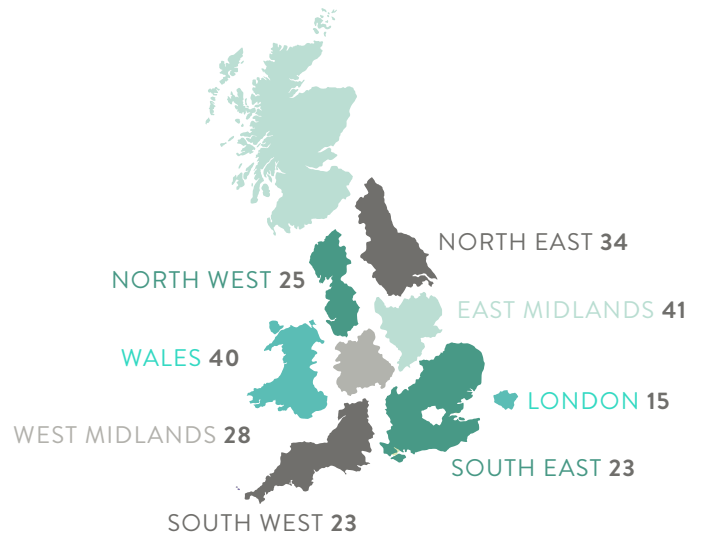 NORTH EAST 34
NORTH WEST 25
EAST MIDLANDS 41
WALES 40
LONDON 15
WEST MIDLANDS 28
SOUTH EAST 23
SOUTH WEST 23